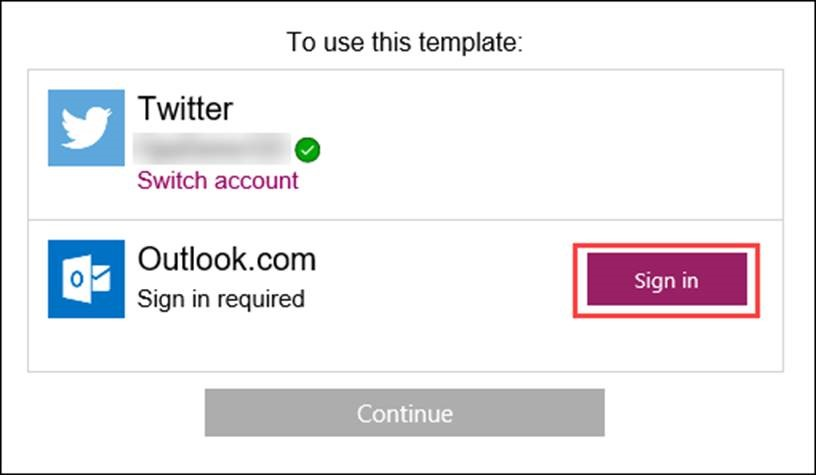 To use this template:
Twitter
Switch account
Outlook.com
Sign in required
Sign in
Continue